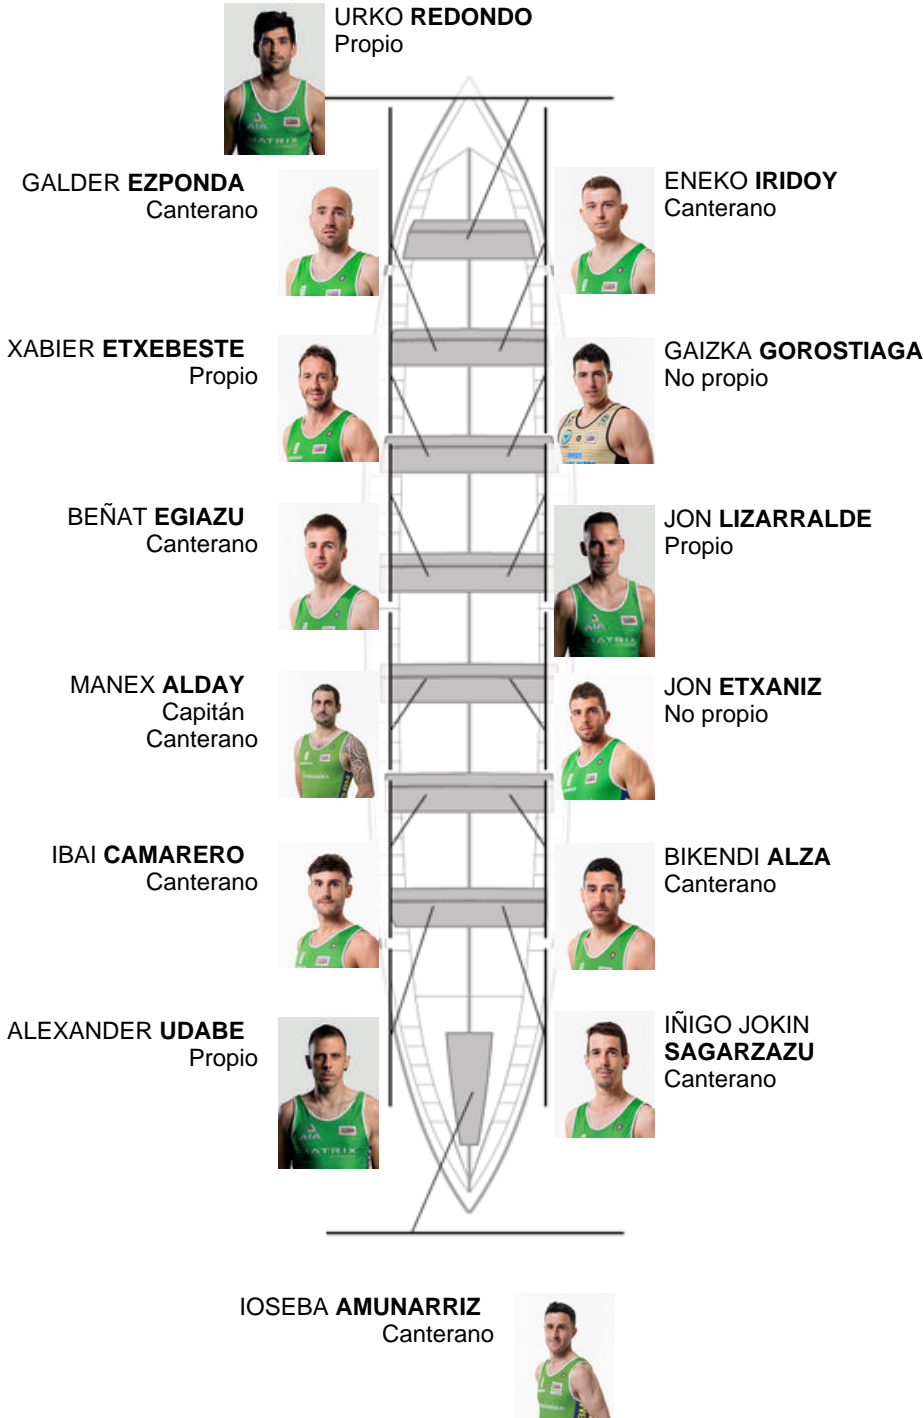 URKO REDONDO
Propio
GALDER EZPONDA
Canterano
ENEKO IRIDOY
Canterano
XABIER ETXEBESTE
Propio
GAIZKA GOROSTIAGA
No propio
BEÑAT EGIAZU
Canterano
JON LIZARRALDE
Propio
MANEX ALDAY
Capitán
Canterano
JON ETXANIZ
No propio
IBAI CAMARERO
Canterano
BIKENDI ALZA
Canterano
ALEXANDER UDABE
Propio
IÑIGO JOKIN
SAGARZAZU
Canterano
IOSEBA AMUNARRIZ
Canterano
MATRIX